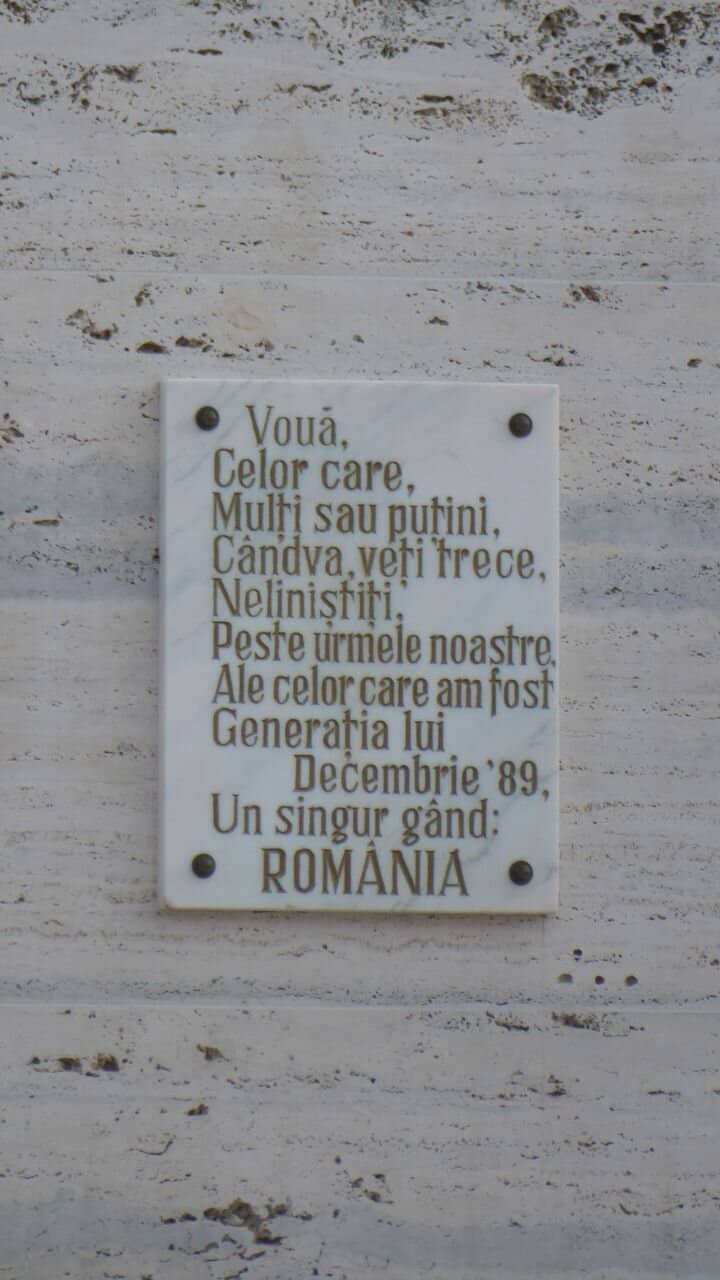 Vouă,
Celor care,
Mulți sau puțini,
Cândva, veți trece,
Neliniștiți,
Peste urmele noastre,
Ale celor care am fost
Generația lui
Decembrie '89,
Un singur gând:
ROMÂNIA